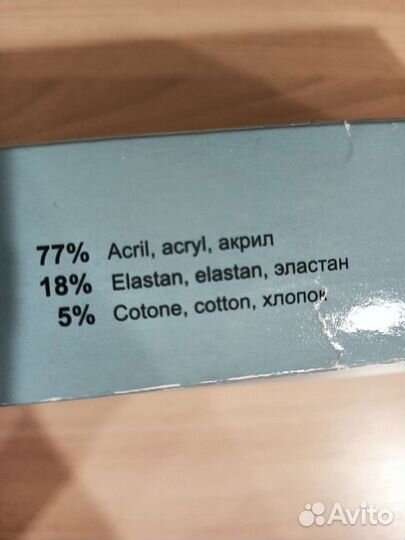 77% Acril, acryl, акрил
18% Elastan, elastan, эластан
5% Cotone, cotton, хлопок
Avito